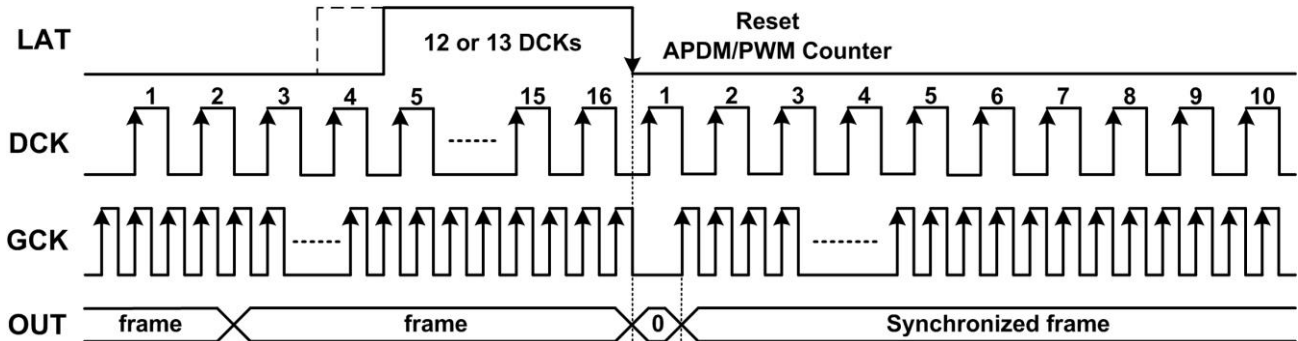 LAT
12 or 13 DCKs
Reset
APDM/PWM Counter
DCK
1 2 3 4 5 15 16 1 2 3 4 5 6 7 8 9 10
GCK
OUT
frame frame 0 Synchronized frame